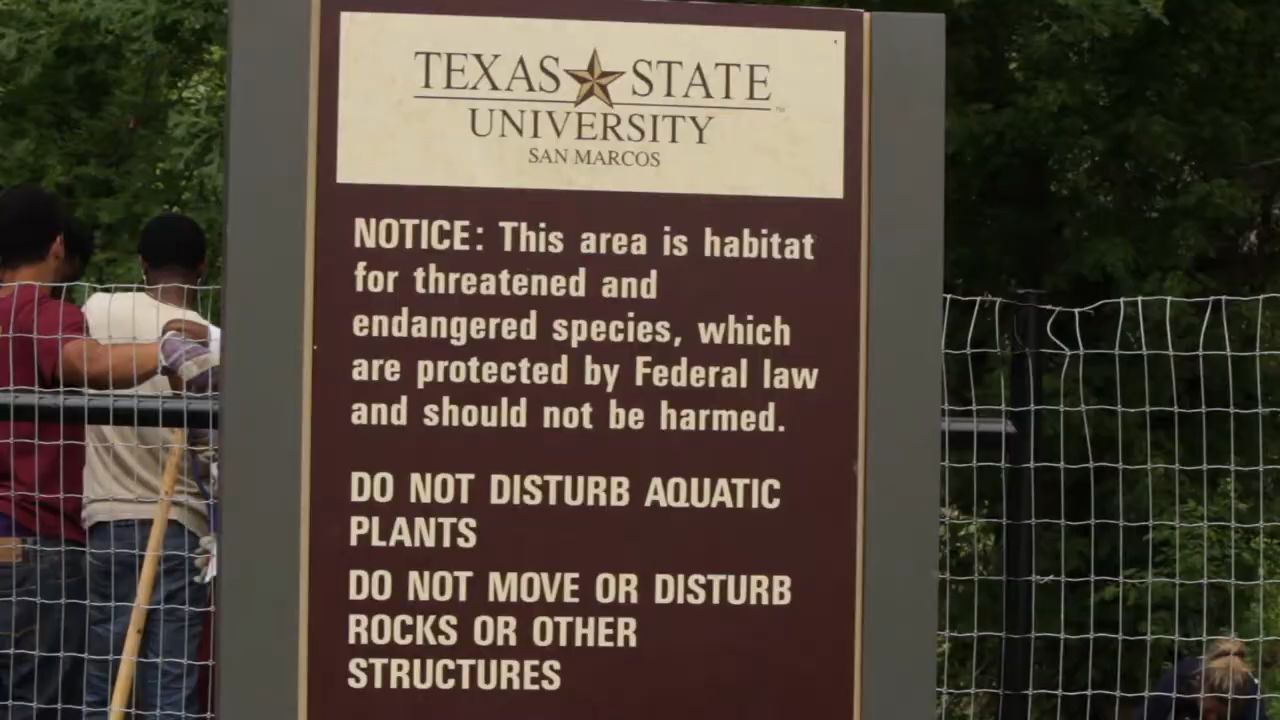 TEXAS STATE
UNIVERSITY
SAN MARCOS
NOTICE: This area is habitat
for threatened and
endangered species, which
are protected by Federal law
and should not be harmed.
DO NOT DISTURB AQUATIC
PLANTS
DO NOT MOVE OR DISTURB
ROCKS OR OTHER
STRUCTURES